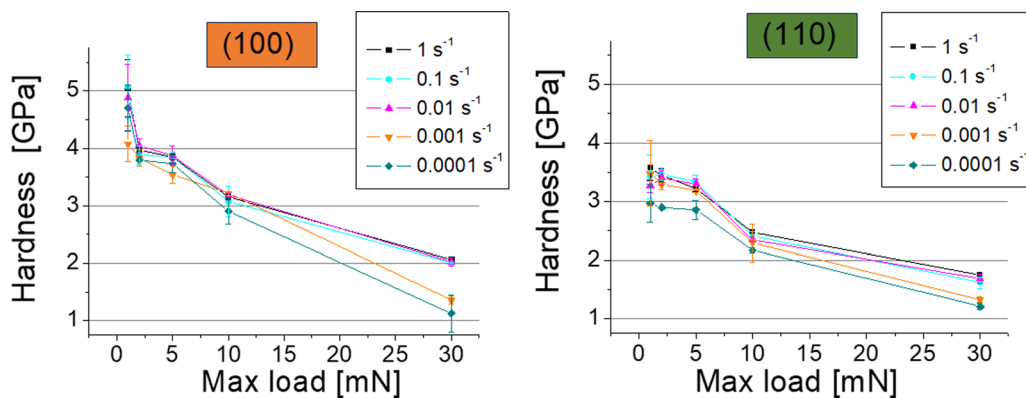 (100)
1 s⁻¹
0.1 s⁻¹
0.01 s⁻¹
0.001 s⁻¹
0.0001 s⁻¹
Hardness [GPa]
5
4
3
2
1
0 5 10 15 20 25 30
Max load [mN]
(110)
1 s⁻¹
0.1 s⁻¹
0.01 s⁻¹
0.001 s⁻¹
0.0001 s⁻¹
Hardness [GPa]
5
4
3
2
1
0 5 10 15 20 25 30
Max load [mN]